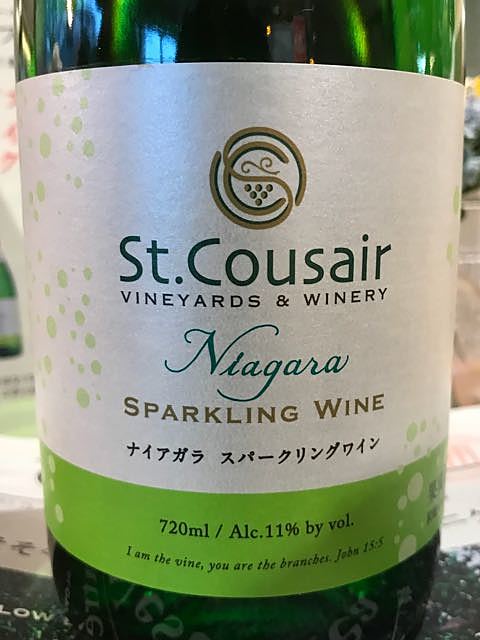 St.Cousair
VINEYARDS & WINERY
Niagara
SPARKLING WINE
ナイアガラ スパークリングワイン
720ml / Alc.11% by vol.
I am the vine, you are the branches. John 15:5